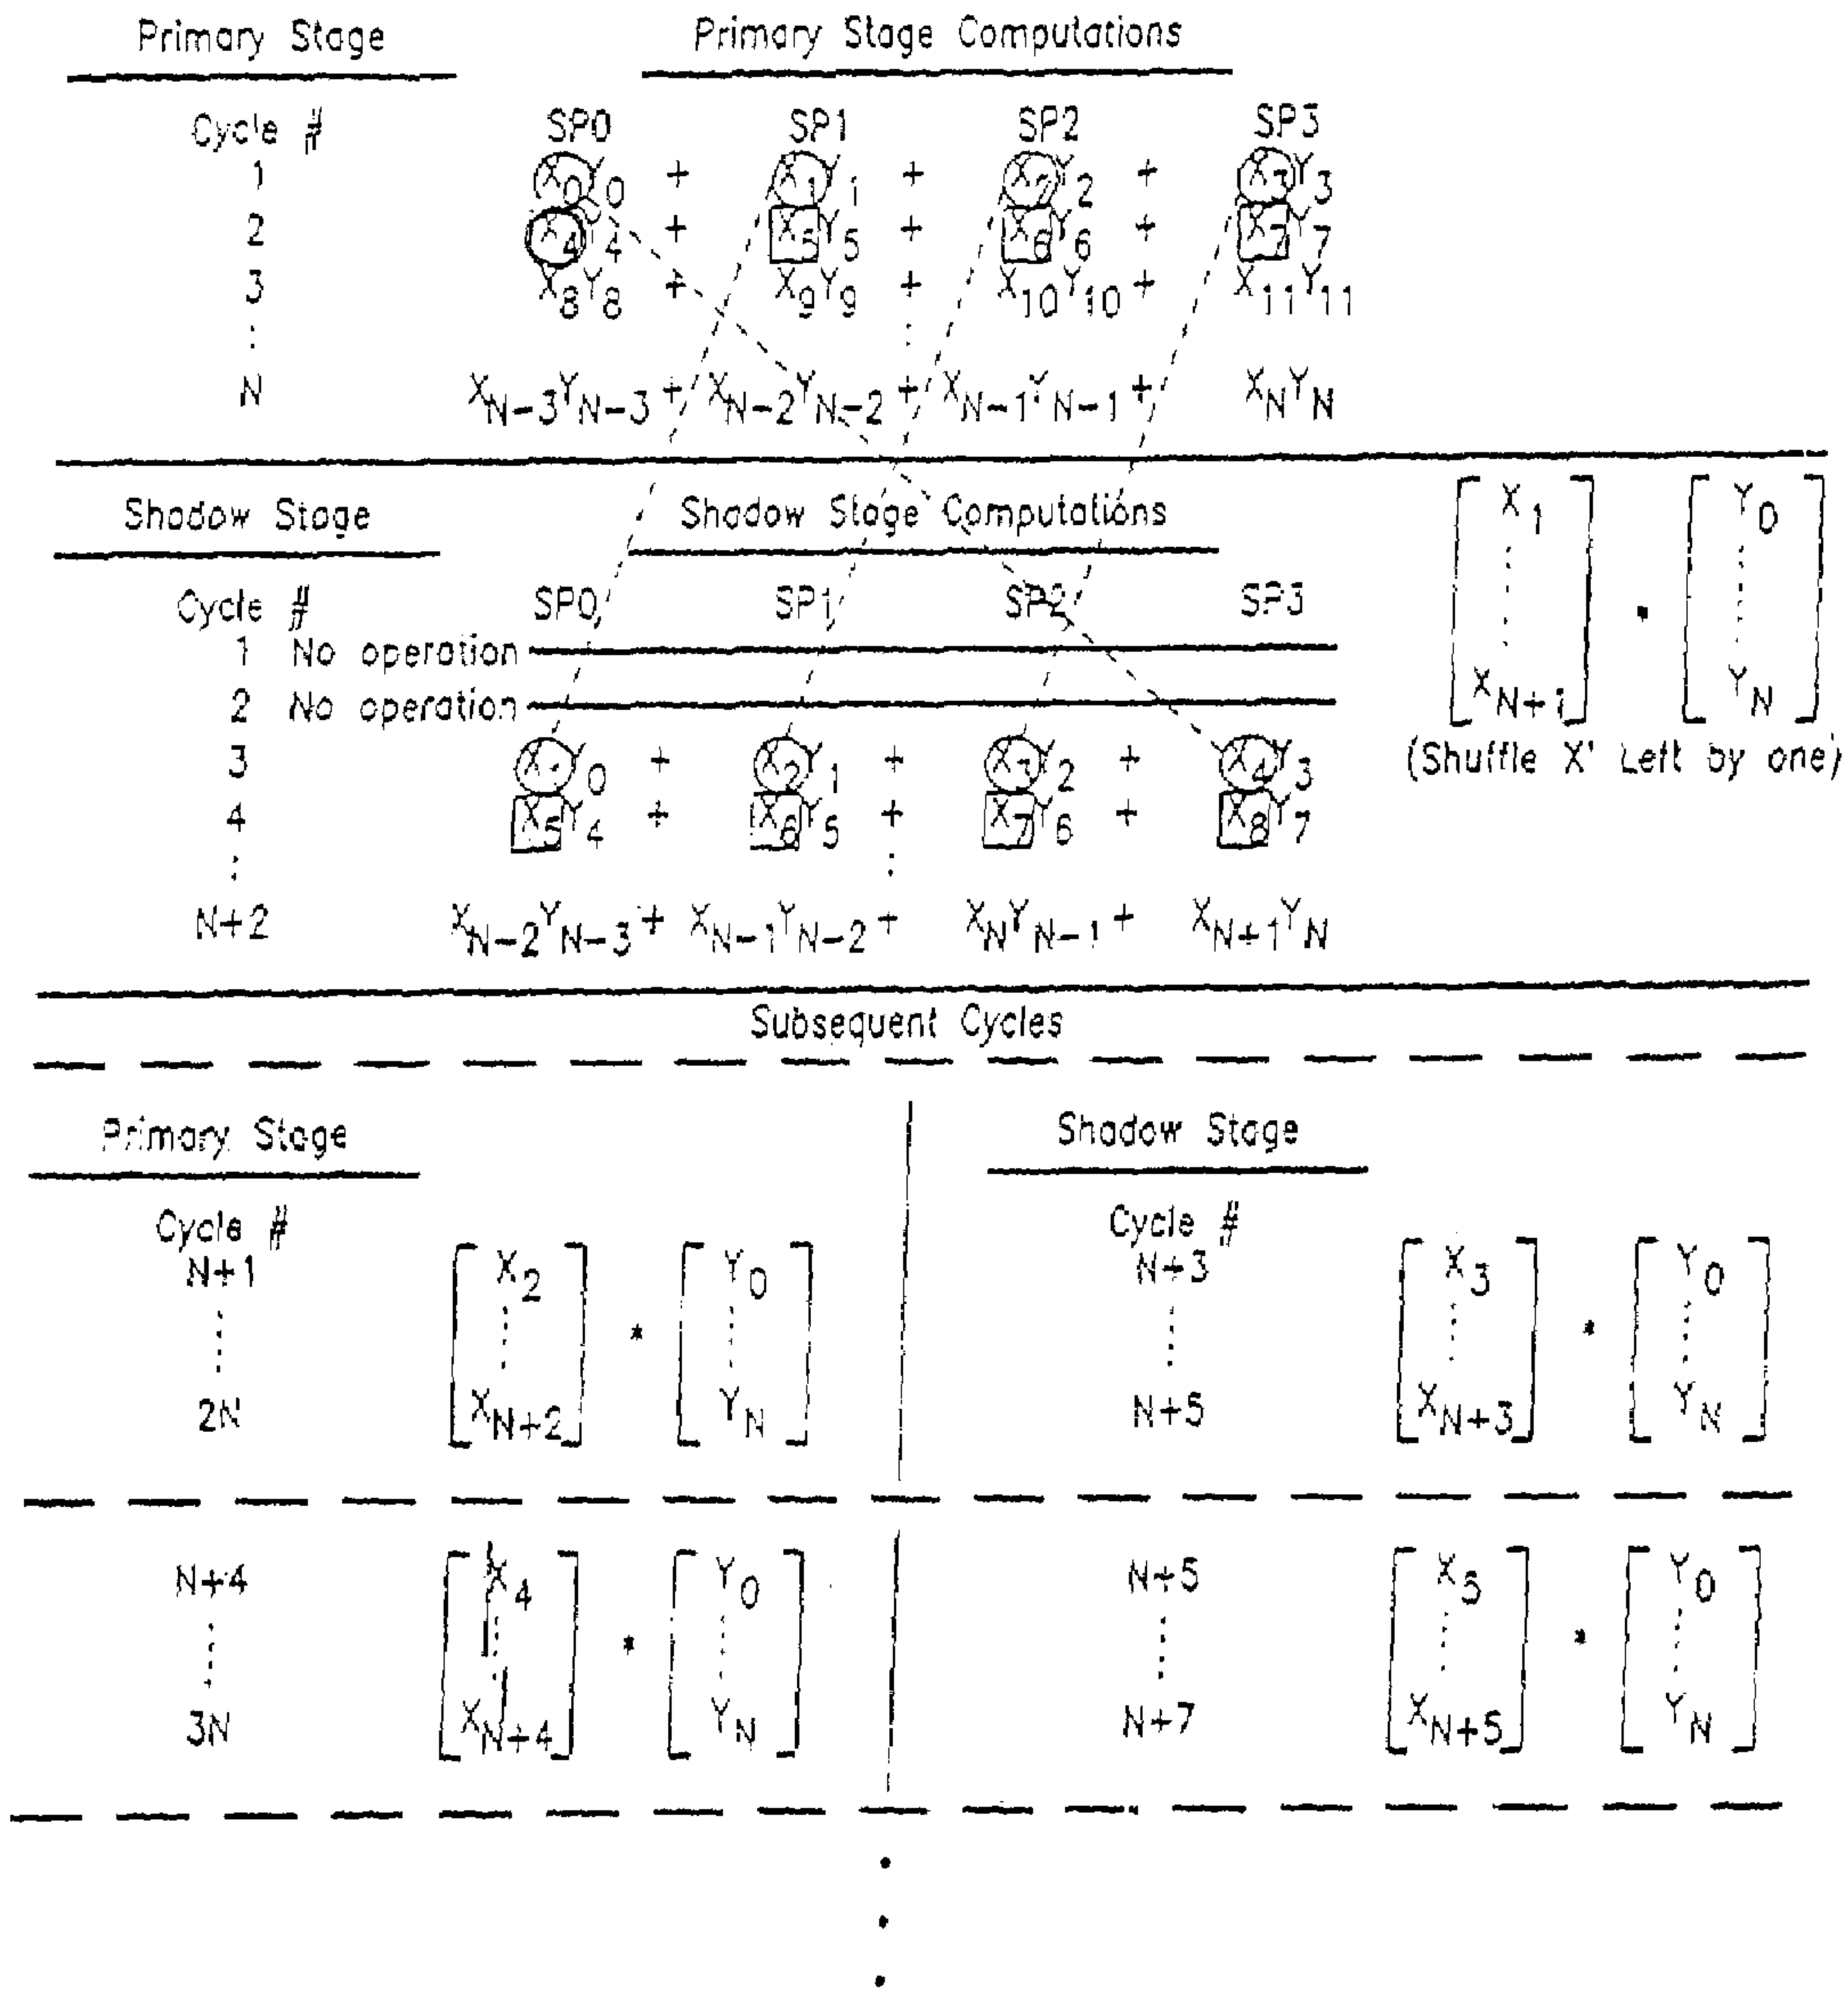 Primary Stage Primary Stage Computations
Cycle # SP0 SP1 SP2 SP3
1 X0Y0 + X1Y1 + X2Y2 + X3Y3
2 X4Y4 + X5Y5 + X6Y6 + X7Y7
3 X8Y8 + X9Y9 + X10Y10 + X11Y11
N XN-3YN-3 + XN-2YN-2 + XN-1YN-1 + XNYN
Shadow Stage Shadow Stage Computations
X1 Y0
Cycle # SP0 SP1 SP2 SP3
1 No operation
2 No operation
XN+1 YN
3 X1Y0 + X2Y1 + X3Y2 + X4Y3
(Shuffle X' Left by one)
4 X5Y4 + X6Y5 + X7Y6 + X8Y7
N+2 XN-2YN-3 + XN-1YN-2 + XNYN-1 + XN+1YN
Subsequent Cycles
Primary Stage
Cycle #
N+1 X2 * Y0
2N XN+2 YN
Shadow Stage
Cycle #
N+3 X3 * Y0
N+5 XN+3 YN
N+4 X4 * Y0
3N XN+4 YN
N+5 X5 * Y0
N+7 XN+5 YN